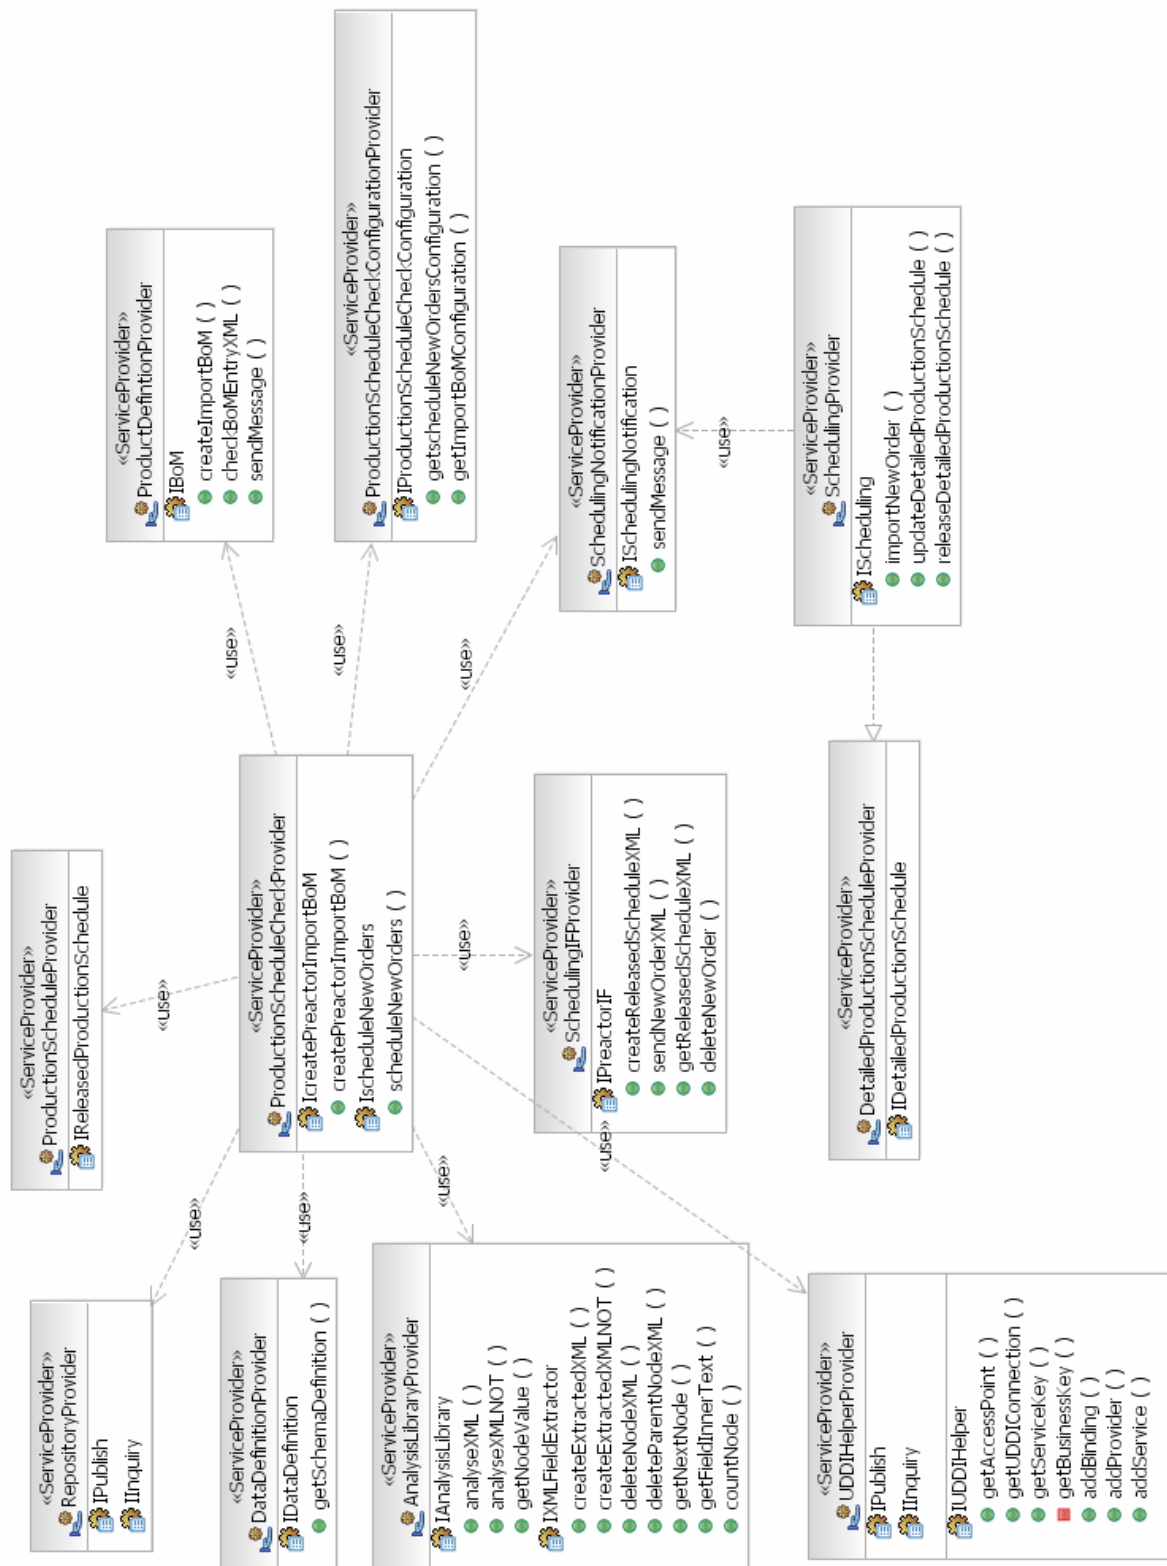 «ServiceProvider»
RepositoryProvider
IPublish
IInquiry
«ServiceProvider»
DataDefinitionProvider
IDataDefinition
getSchemaDefinition ( )
«ServiceProvider»
AnalysisLibraryProvider
IAnalysisLibrary
analyseXML ( )
analyseXMLNOT ( )
getNodeValue ( )
IXMLFieldExtractor
createExtractedXML ( )
createExtractedXMLNOT ( )
deleteNodeXML ( )
deleteParentNodeXML ( )
getNextNode ( )
getFieldInnerText ( )
countNode ( )
«ServiceProvider»
UDDIHelperProvider
IPublish
IInquiry
IUDDIHelper
getAccessPoint ( )
getUDDIConnection ( )
getServiceKey ( )
getBusinessKey ( )
addBinding ( )
addProvider ( )
addService ( )
«use»
«use»
«use»
«use»
«ServiceProvider»
ProductionScheduleProvider
IReleasedProductionSchedule
«use»
«ServiceProvider»
ProductionScheduleCheckProvider
IcreatePreactorImportBoM
createPreactorImportBoM ( )
IscheduleNewOrders
scheduleNewOrders ( )
«use»
«ServiceProvider»
SchedulingIFProvider
IPreactorIF
createReleasedScheduleXML ( )
sendNewOrderXML ( )
getReleasedScheduleXML ( )
deleteNewOrder ( )
«ServiceProvider»
DetailedProductionScheduleProvider
IDetailedProductionSchedule
«use»
«use»
«use»
«ServiceProvider»
ProductDefintionProvider
IBoM
createImportBoM ( )
checkBoMEntryXML ( )
sendMessage ( )
«ServiceProvider»
ProductionScheduleCheckConfigurationProvider
IProductionScheduleCheckConfiguration
getscheduleNewOrdersConfiguration ( )
getImportBoMConfiguration ( )
«ServiceProvider»
SchedulingNotificationProvider
ISchedulingNotification
sendMessage ( )
«use»
«ServiceProvider»
SchedulingProvider
IScheduling
importNewOrder ( )
updateDetailedProductionSchedule ( )
releaseDetailedProductionSchedule ( )